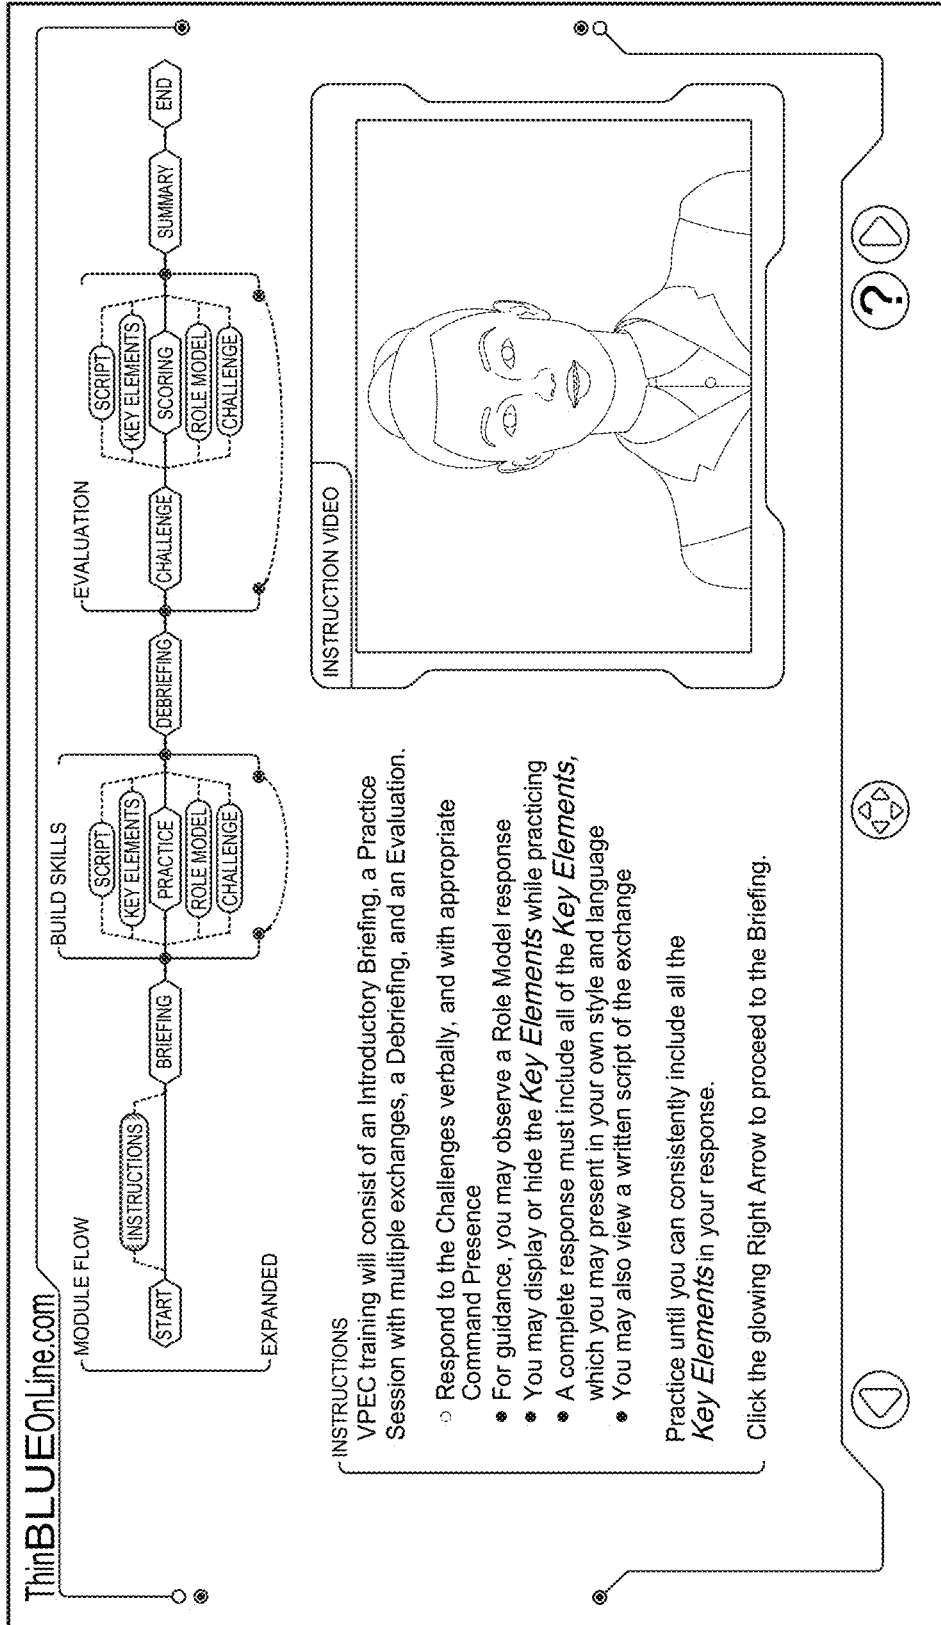 ThinBLUEOnLine.com
MODULE FLOW
EXPANDED
START
INSTRUCTIONS
BRIEFING
BUILD SKILLS
SCRIPT
KEY ELEMENTS
PRACTICE
ROLE MODEL
CHALLENGE
DEBRIEFING
EVALUATION
CHALLENGE
SCRIPT
KEY ELEMENTS
SCORING
ROLE MODEL
CHALLENGE
SUMMARY
END
INSTRUCTIONS
VPEC training will consist of an Introductory Briefing, a Practice
Session with multiple exchanges, a Debriefing, and an Evaluation.
Respond to the Challenges verbally, and with appropriate
Command Presence
For guidance, you may observe a Role Model response
You may display or hide the Key Elements while practicing
A complete response must include all of the Key Elements,
which you may present in your own style and language
You may also view a written script of the exchange
Practice until you can consistently include all the
Key Elements in your response.
Click the glowing Right Arrow to proceed to the Briefing.
INSTRUCTION VIDEO
?